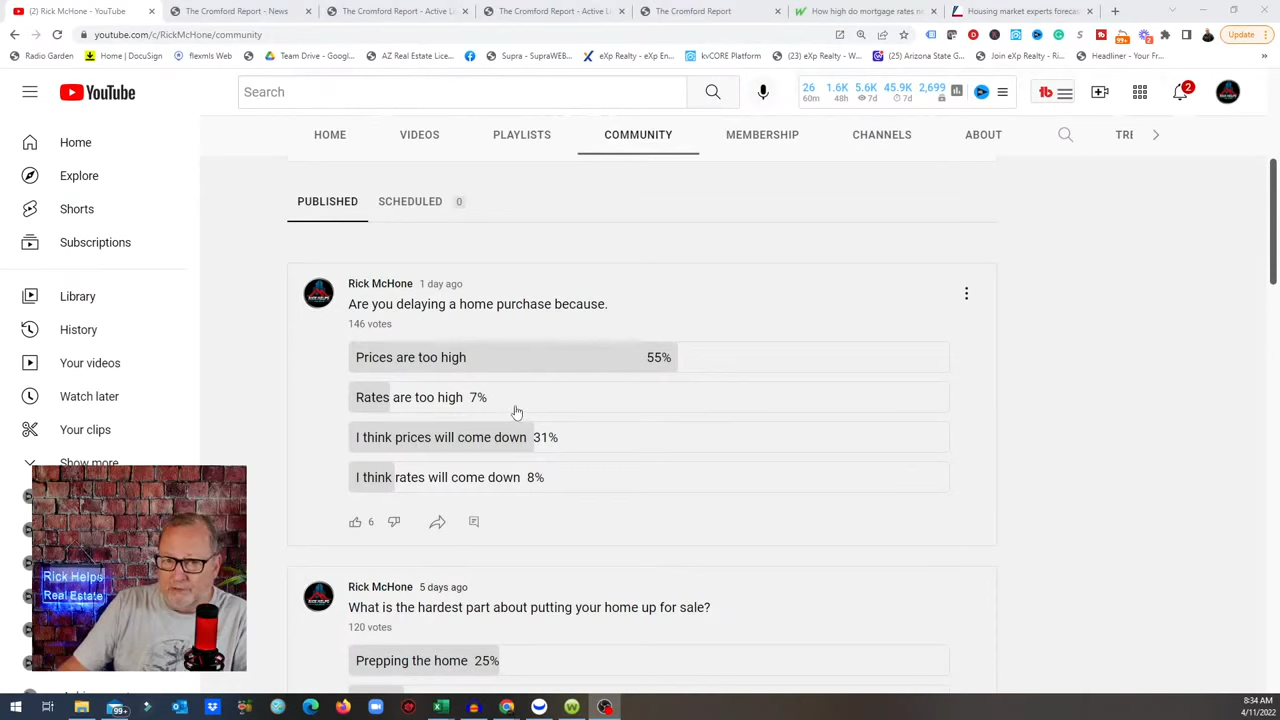 (2) Rick McHone - YouTube
The Cromford Report - News
The Cromford Report - Active Li
The Cromford Report - Active Li
The Cromford Report
How high do mortgage rates n
Housing market experts forecas
youtube.com/c/RickMcHone/community
Update
Radio Garden
Home | DocuSign
flexmls Web
Team Drive - Googl...
AZ ReadySet Lice...
Supra - SupraWEB...
eXp Realty - eXp En...
kvCORE Platform
(23) eXp Realty - W...
(25) Arizona State G...
Join eXp Realty - Ri...
Headliner - Your Fr...
YouTube
Search
26 1.6K 5.6K 45.9K 2,699
60m 48h 7d 7d
tb
2
HOME
VIDEOS
PLAYLISTS
COMMUNITY
MEMBERSHIP
CHANNELS
ABOUT
TRE
Home
Explore
Shorts
Subscriptions
Library
History
Your videos
Watch later
Your clips
Show more
PUBLISHED
SCHEDULED 0
Rick McHone 1 day ago
Are you delaying a home purchase because.
146 votes
Prices are too high 55%
Rates are too high 7%
I think prices will come down 31%
I think rates will come down 8%
6
Rick McHone 5 days ago
What is the hardest part about putting your home up for sale?
120 votes
Prepping the home 25%
Rick Helps
Real Estate
99+
8:34 AM
4/11/2022